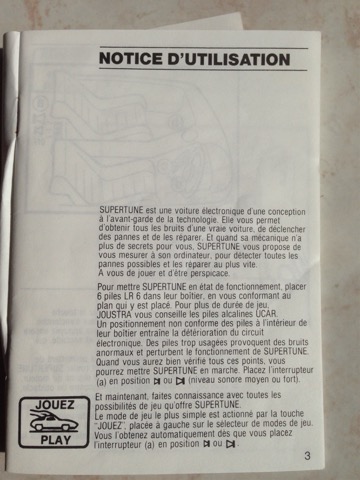 NOTICE D'UTILISATION
SUPERTUNE est une voiture électronique d'une conception
à l'avant-garde de la technologie. Elle vous permet
d'obtenir tous les bruits d'une vraie voiture, de déclencher
des pannes et de les réparer. Et quand sa mécanique n'a
plus de secrets pour vous, SUPERTUNE vous propose de
vous mesurer à son ordinateur, pour détecter toutes les
pannes possibles et les réparer au plus vite.
A vous de jouer et d'être perspicace.
Pour mettre SUPERTUNE en état de fonctionnement, placer
6 piles LR 6 dans leur boîtier, en vous conformant au
plan qui y est placé. Pour plus de durée de jeu,
JOUSTRA vous conseille les piles alcalines UCAR.
Un positionnement non conforme des piles à l'intérieur de
leur boîtier entraîne la détérioration du circuit
électronique. Des piles trop usagées provoquent des bruits
anormaux et perturbent le fonctionnement de SUPERTUNE.
Quand vous aurez bien vérifié tous ces points, vous
pourrez mettre SUPERTUNE en marche. Placez l'interrupteur
(a) en position ou (niveau sonore moyen ou fort).
Et maintenant, faites connaissance avec toutes les
possibilités de jeu qu'offre SUPERTUNE.
Le mode de jeu le plus simple est actionné par la touche
"JOUEZ", placée à gauche sur le sélecteur de modes de jeu.
Vous l'obtenez automatiquement dès que vous placez
l'interrupteur (a) en position ou .
JOUEZ
PLAY
3